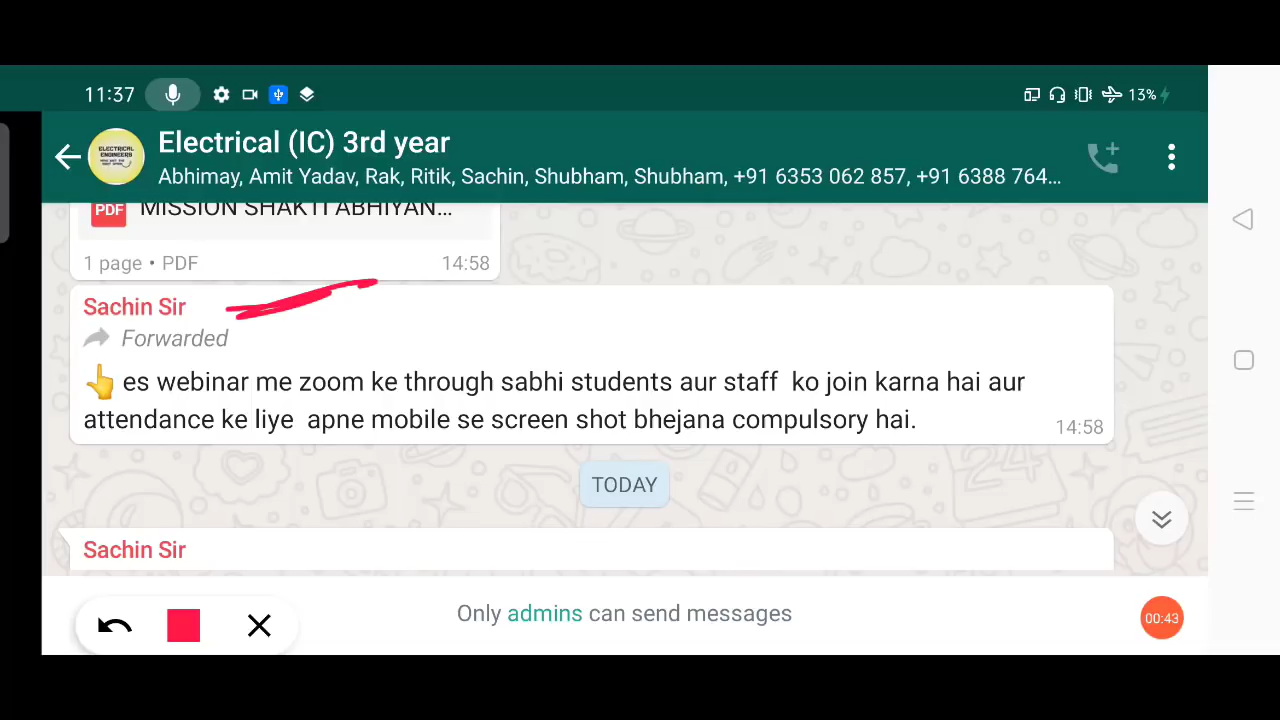 11:37 13%
Electrical (IC) 3rd year
Abhimay, Amit Yadav, Rak, Ritik, Sachin, Shubham, Shubham, +91 6353 062 857, +91 6388 764...
PDF MISSION SHAKTI ABHIYAN...
1 page • PDF 14:58
Sachin Sir
Forwarded
👆 es webinar me zoom ke through sabhi students aur staff ko join karna hai aur
attendance ke liye apne mobile se screen shot bhejana compulsory hai.
14:58
TODAY
Sachin Sir
Only admins can send messages
00:43